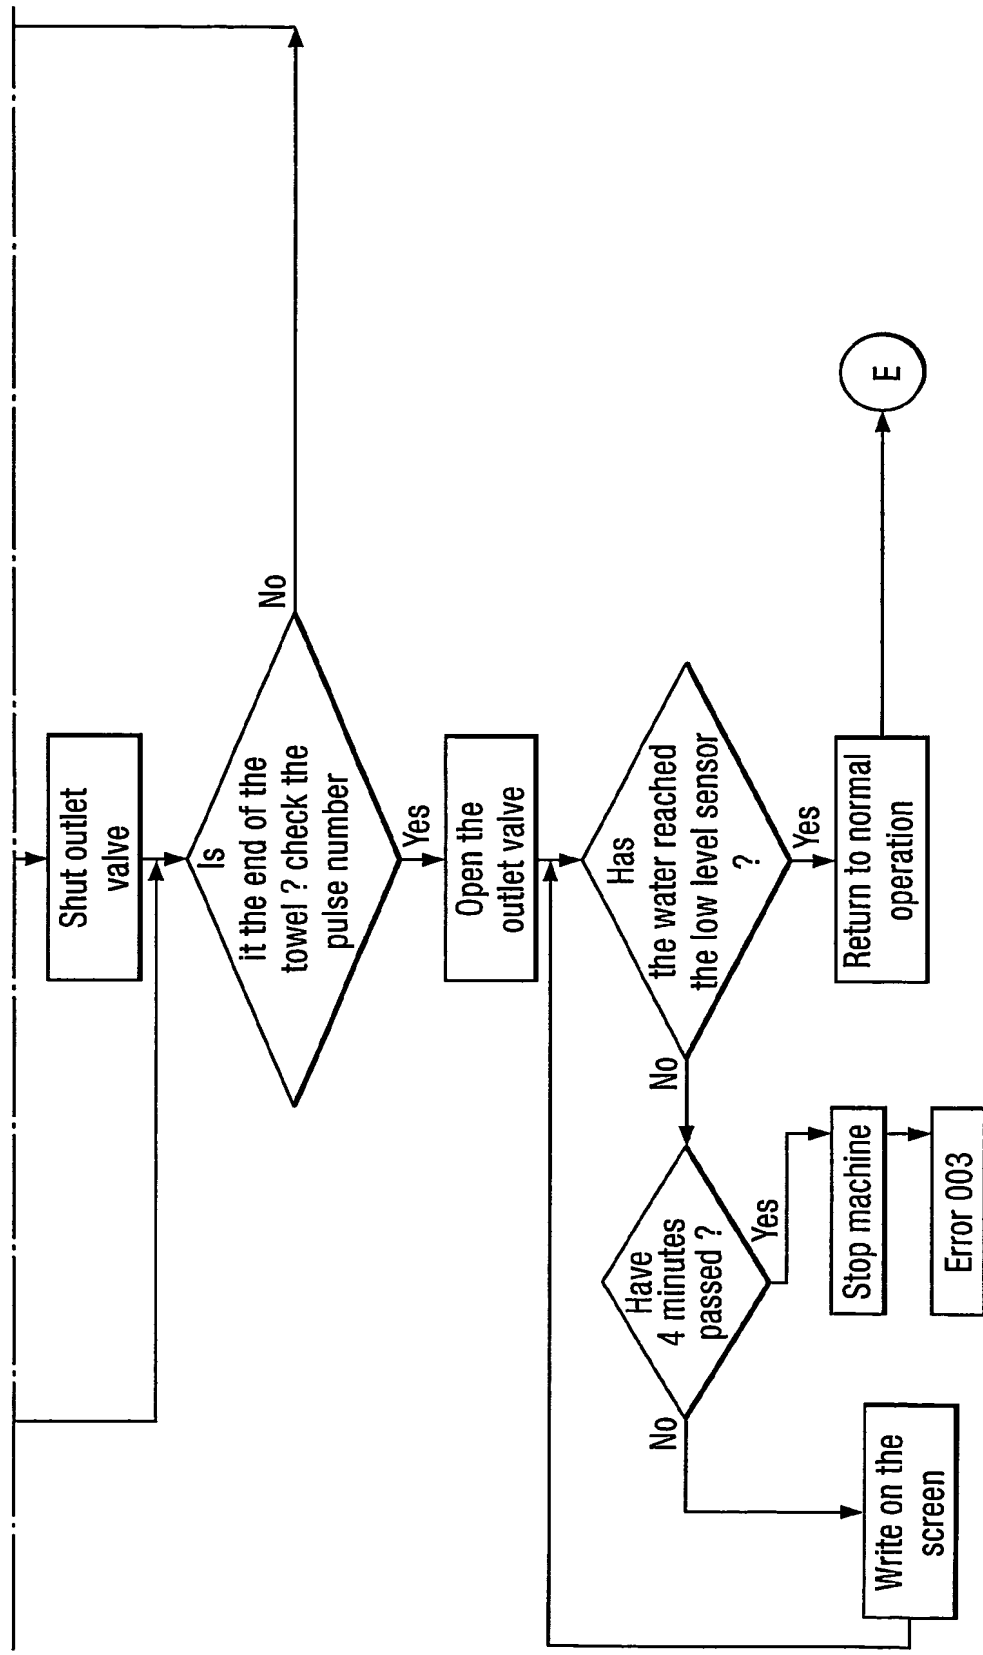 Shut outlet
valve
Is
it the end of the
towel ? check the
pulse number
No
Yes
Open the
outlet valve
Has
the water reached
the low level sensor
?
No
Yes
Return to normal
operation
E
Have
4 minutes
passed ?
Yes
No
Stop machine
Error 003
Write on the
screen